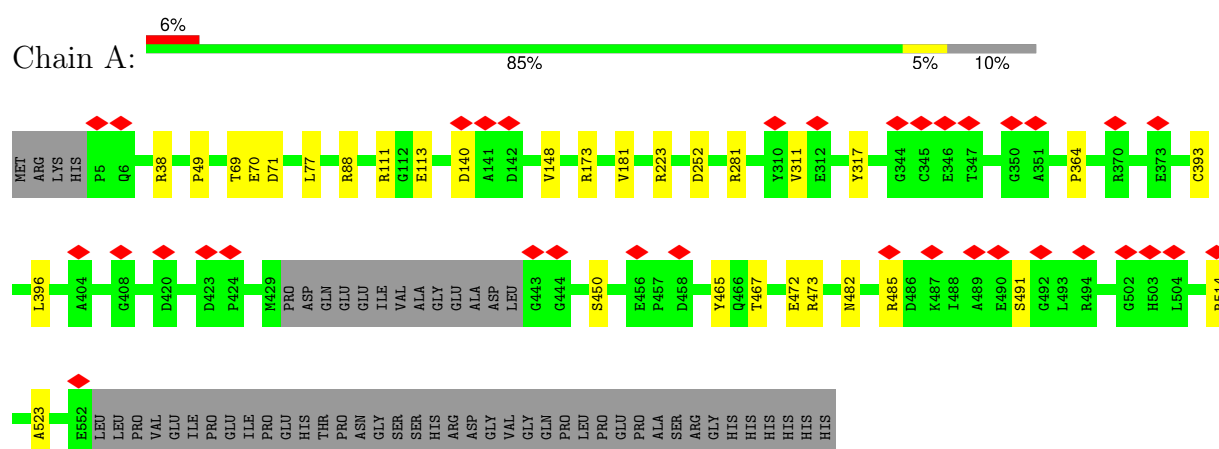 6%
Chain A:
85% 5% 10%
MET ARG LYS HIS P5 Q6 R38 P49 T69 E70 D71 L77 R88 R111 G112 E113 D140 A141 D142 V148 R173 V181 R223 D252 R281 Y310 V311 E312 Y317 G344 C345 E346 T347 G350 A351 P364 R370 E373 C393
L396 A404 G408 D420 D423 P424 M429 PRO ASP GLN GLU GLU ILE VAL ALA GLY GLU ALA ASP LEU G443 G444 S450 E456 P457 D458 Y465 Q466 T467 E472 R473 N482 R485 D486 K487 I488 A489 E490 S491 G492 L493 R494 G502 H503 L504
A523 E552 LEU LEU PRO VAL GLU ILE PRO GLU ILE PRO GLU HIS THR PRO ASN GLY SER SER HIS ARG ASP GLY VAL GLY GLN PRO LEU PRO GLU PRO ALA SER ARG GLY HIS HIS HIS HIS HIS HIS